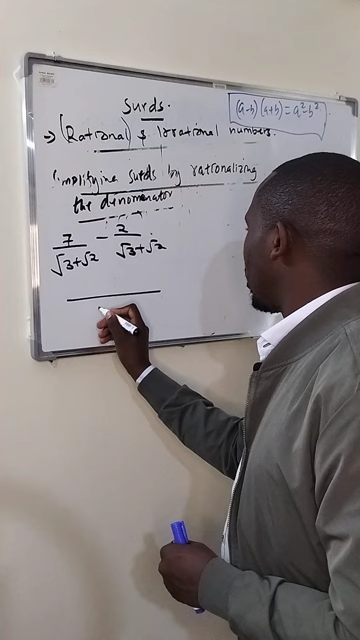 Surds.
(a-b)(a+b) = a²-b²
→ (Rational) & irrational numbers.
Simplifying surds by rationalizing
the denominator
7/(√3+√2) - 2/(√3+√2)